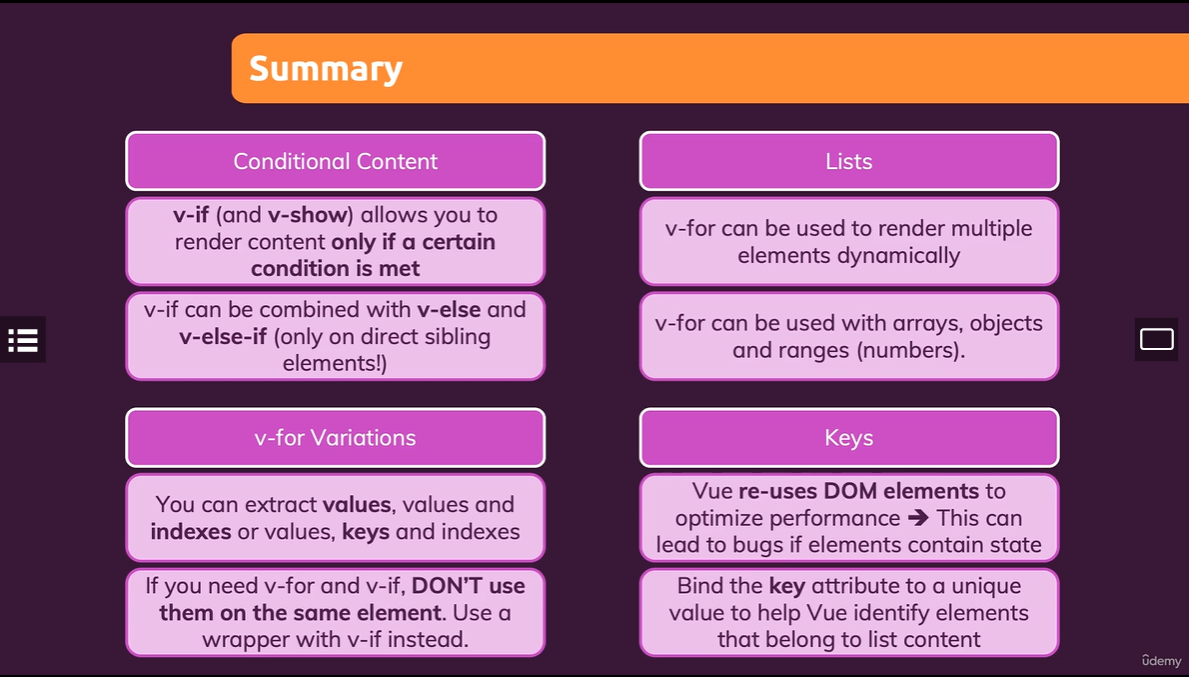 Summary
Conditional Content
v-if (and v-show) allows you to
render content only if a certain
condition is met
v-if can be combined with v-else and
v-else-if (only on direct sibling
elements!)
Lists
v-for can be used to render multiple
elements dynamically
v-for can be used with arrays, objects
and ranges (numbers).
v-for Variations
You can extract values, values and
indexes or values, keys and indexes
If you need v-for and v-if, DON’T use
them on the same element. Use a
wrapper with v-if instead.
Keys
Vue re-uses DOM elements to
optimize performance ➔ This can
lead to bugs if elements contain state
Bind the key attribute to a unique
value to help Vue identify elements
that belong to list content
ûdemy